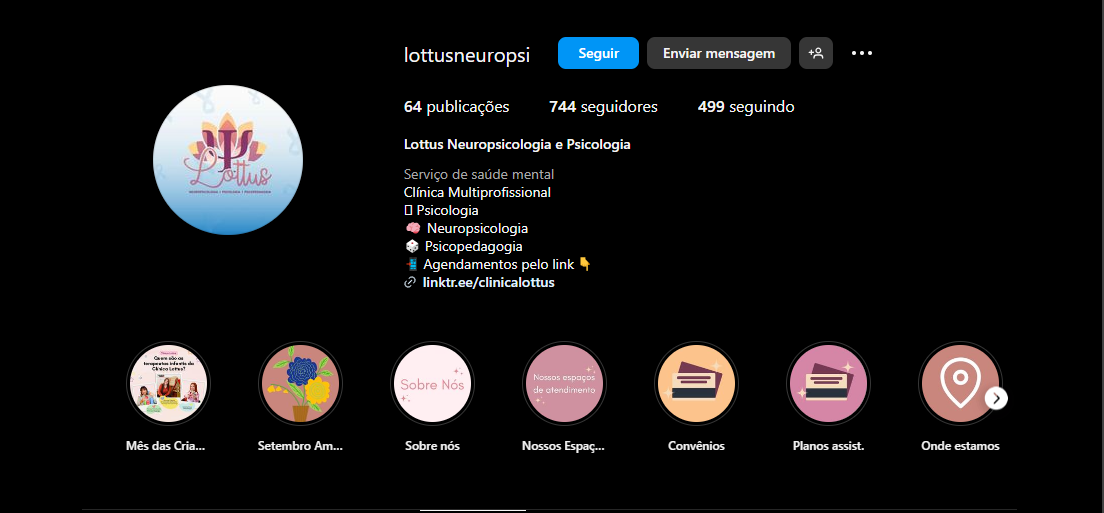 lottusneuropsi
Seguir
Enviar mensagem
64 publicações
744 seguidores
499 seguindo
Lottus
Lottus Neuropsicologia e Psicologia
Serviço de saúde mental
Clínica Multiprofissional
Psicologia
🧠 Neuropsicologia
🎲 Psicopedagogia
📲 Agendamentos pelo link 👇
linktr.ee/clinicalottus
Quem são as
terapeutas infantis da
Clínica Lottus?
Sobre Nós
Nossos espaços
de atendimento
Mês das Cria...
Setembro Am...
Sobre nós
Nossos Espaç...
Convênios
Planos assist.
Onde estamos